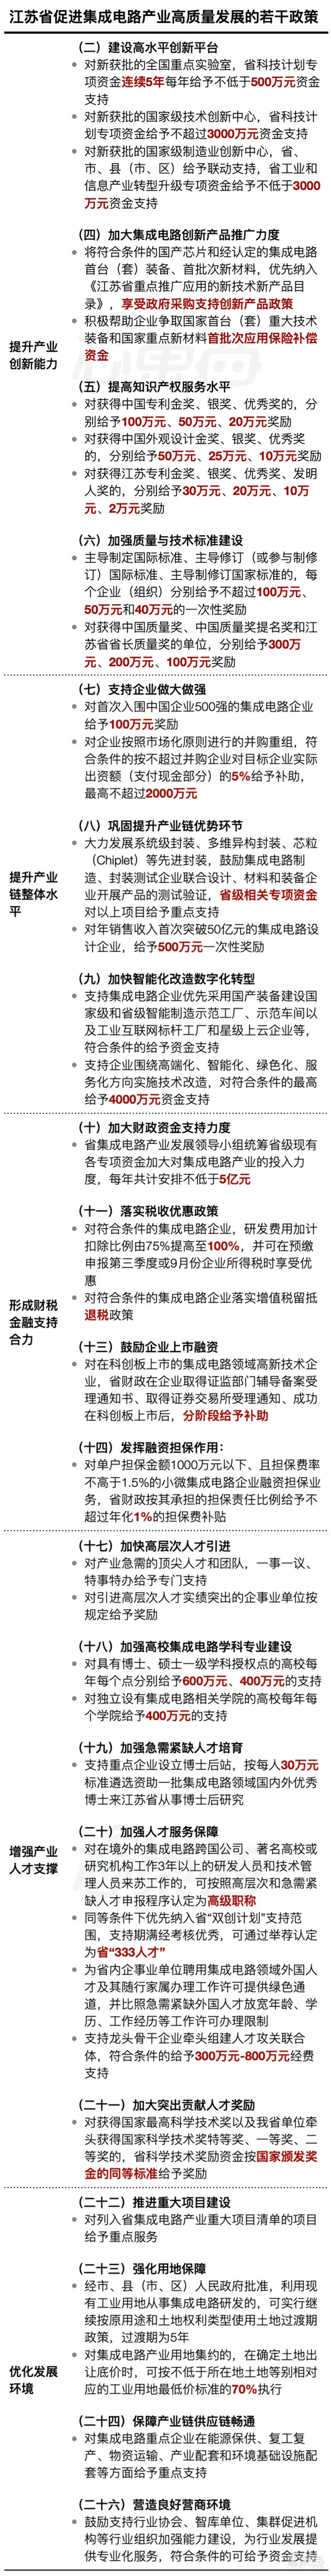 江苏省促进集成电路产业高质量发展的若干政策
提升产业
创新能力
（二）建设高水平创新平台
对新获批的全国重点实验室，省科技计划专
项资金连续5年每年给予不低于500万元资金
支持
对新获批的国家级技术创新中心，省科技计
划专项资金给予不超过3000万元资金支持
对新获批的国家级制造业创新中心，省、
市、县（市、区）给予联动支持，省工业和
信息产业转型升级专项资金给予不低于3000
万元资金支持
（四）加大集成电路创新产品推广力度
将符合条件的国产芯片和经认定的集成电路
首台（套）装备、首批次新材料，优先纳入
《江苏省重点推广应用的新技术新产品目
录》，享受政府采购支持创新产品政策
积极帮助企业争取国家首台（套）重大技术
装备和国家重点新材料首批次应用保险补偿
资金
（五）提高知识产权服务水平
对获得中国专利金奖、银奖、优秀奖的，分
别给予100万元、50万元、20万元奖励
对获得中国外观设计金奖、银奖、优秀奖
的，分别给予50万元、25万元、10万元奖励
对获得江苏专利金奖、银奖、优秀奖、发明
人奖的，分别给予30万元、20万元、10万
元、2万元奖励
（六）加强质量与技术标准建设
主导制定国际标准、主导修订（或参与制修
订）国际标准、主导制修订国家标准的，每
个企业（组织）分别给予不超过100万元、
50万元和40万元的一次性奖励
对获得中国质量奖、中国质量奖提名奖和江
苏省省长质量奖的单位，分别给予300万
元、200万元、100万元奖励
提升产业
链整体水
平
（七）支持企业做大做强
对首次入围中国企业500强的集成电路企业
给予100万元奖励
对企业按照市场化原则进行的并购重组，符
合条件的按不超过并购企业对目标企业实际
出资额（支付现金部分）的5%给予补助，
最高不超过2000万元
（八）巩固提升产业链优势环节
大力发展系统级封装、多维异构封装、芯粒
（Chiplet）等先进封装，鼓励集成电路制
造、封装测试企业联合设计、材料和装备企
业开展产品的测试验证，省级相关专项资金
对以上项目给予重点支持
对年销售收入首次突破50亿元的集成电路设
计企业，给予500万元一次性奖励
（九）加快智能化改造数字化转型
支持集成电路企业优先采用国产装备建设国
家级和省级智能制造示范工厂、示范车间以
及工业互联网标杆工厂和星级上云企业等，
符合条件的给予资金支持
支持企业围绕高端化、智能化、绿色化、服
务化方向实施技术改造，对符合条件的最高
给予4000万元资金支持
形成财税
金融支持
合力
（十）加大财政资金支持力度
省集成电路产业发展领导小组统筹省级现有
各专项资金加大对集成电路产业的投入力
度，每年共计安排不低于5亿元
（十一）落实税收优惠政策
对符合条件的集成电路企业，研发费用加计
扣除比例由75%提高至100%，并可在预缴
申报第三季度或9月份企业所得税时享受优
惠
对符合条件的集成电路企业落实增值税留抵
退税政策
（十三）鼓励企业上市融资
对在科创板上市的集成电路领域高新技术企
业，省财政在企业取得证监部门辅导备案受
理通知书、取得证券交易所受理通知、成功
在科创板上市后，分阶段给予补助
（十四）发挥融资担保作用：
对单户担保金额1000万元以下、且担保费率
不高于1.5%的小微集成电路企业融资担保业
务，省财政按其承担的担保责任比例给予不
超过年化1%的担保费补贴
增强产业
人才支撑
（十七）加快高层次人才引进
对产业急需的顶尖人才和团队，一事一议、
特事特办给予专门支持
对引进高层次人才实绩突出的企事业单位按
规定给予奖励
（十八）加强高校集成电路学科专业建设
对具有博士、硕士一级学科授权点的高校每
年每个点分别给予600万元、400万元的支持
对独立设有集成电路相关学院的高校每年每
个学院给予400万元的支持
（十九）加强急需紧缺人才培育
支持重点企业设立博士后站，按每人30万元
标准遴选资助一批集成电路领域国内外优秀
博士来江苏省从事博士后研究
（二十）加强人才服务保障
对在境外的集成电路跨国公司、著名高校或
研究机构工作3年以上的研发人员和技术管
理人员来苏工作的，可按照高层次和急需紧
缺人才申报程序认定为高级职称
同等条件下优先纳入省“双创计划”支持范
围，支持期满经考核优秀，可通过举荐认定
为省“333人才”
为省内企事业单位聘用集成电路领域外国人
才及其随行家属办理工作许可提供绿色通
道，并比照急需紧缺外国人才放宽年龄、学
历、工作经历等工作许可办理限制
支持龙头骨干企业牵头组建人才攻关联合
体，符合条件的给予300万元-800万元经费
支持
（二十一）加大突出贡献人才奖励
对获得国家最高科学技术奖以及我省单位牵
头获得国家科学技术奖特等奖、一等奖、二
等奖的，省科学技术奖励资金按国家颁发奖
金的同等标准给予奖励
优化发展
环境
（二十二）推进重大项目建设
对列入省集成电路产业重大项目清单的项目
给予重点服务
（二十三）强化用地保障
经市、县（市、区）人民政府批准，利用现
有工业用地从事集成电路研发的，可实行继
续按原用途和土地权利类型使用土地过渡期
政策，过渡期为5年
对集成电路产业用地集约的，在确定土地出
让底价时，可按不低于所在地土地等别相对
应的工业用地最低价标准的70%执行
（二十四）保障产业链供应链畅通
对集成电路重点企业在能源保供、复工复
产、物资运输、产业配套和环境基础设施配
套等方面给予重点支持
（二十六）营造良好营商环境
鼓励支持行业协会、智库单位、集群促进机
构等行业组织加强能力建设，为行业发展提
供专业化服务，符合条件的可给予资金支持